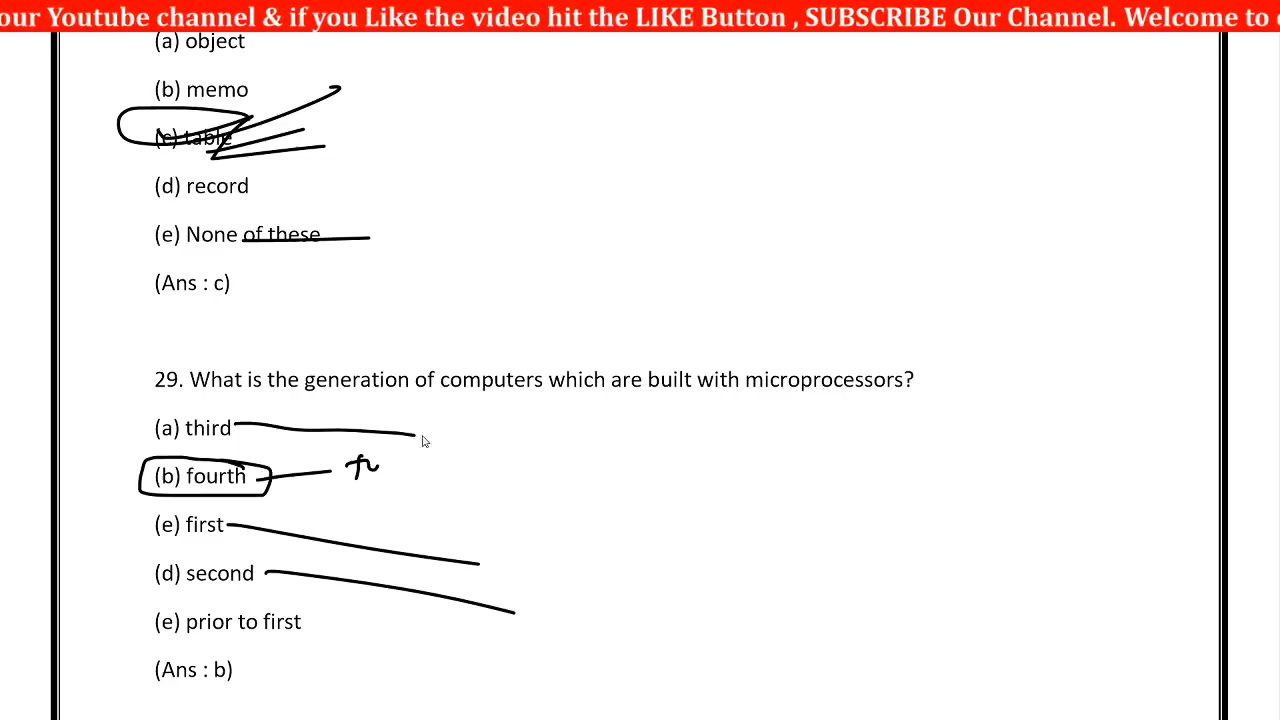 our Youtube channel & if you Like the video hit the LIKE Button , SUBSCRIBE Our Channel. Welcome to
(a) object
(b) memo
(c) table
(d) record
(e) None of these
(Ans : c)
29. What is the generation of computers which are built with microprocessors?
(a) third
(b) fourth
(e) first
(d) second
(e) prior to first
(Ans : b)